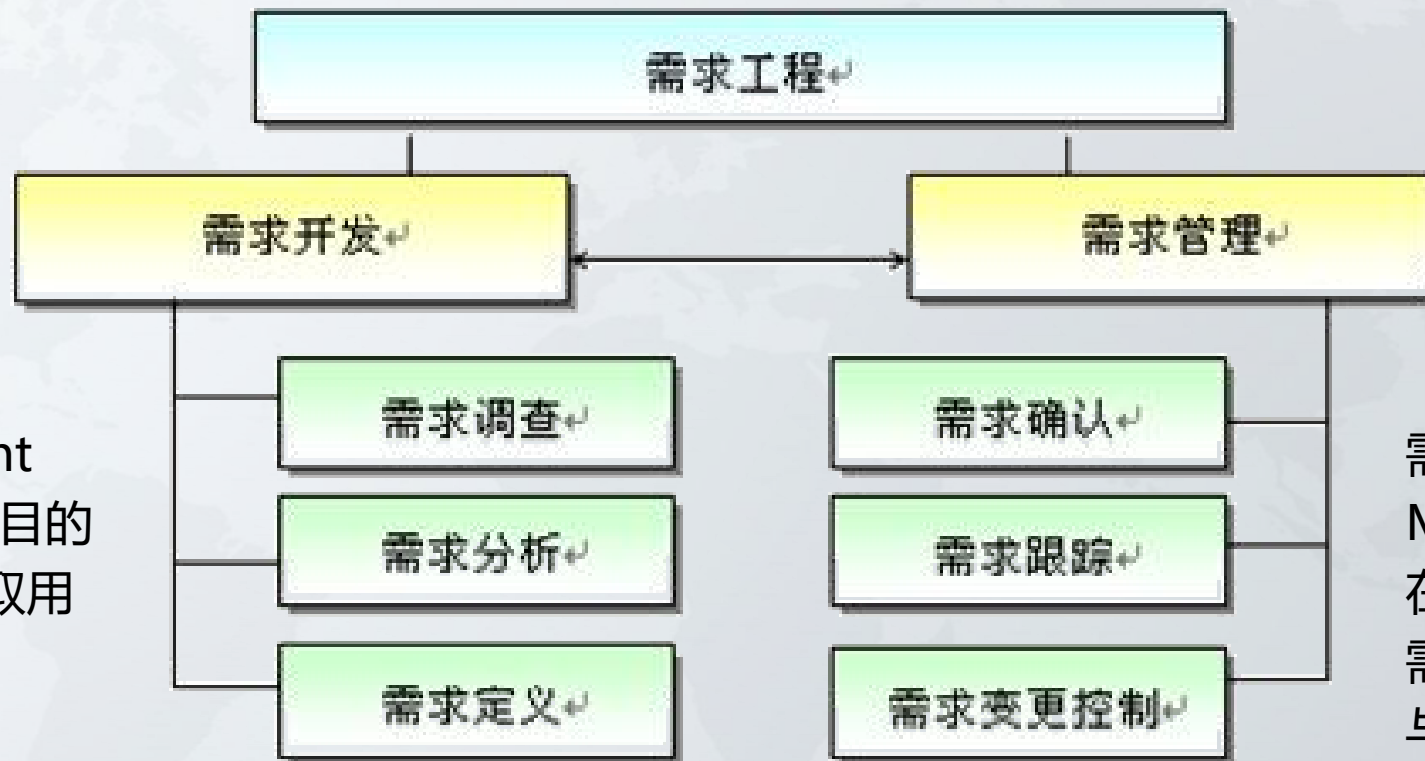 需求工程
需求开发
需求管理
需求调查
需求确认
需求分析
需求跟踪
需求定义
需求变更控制
nt
目的
取用
需
M
在
需